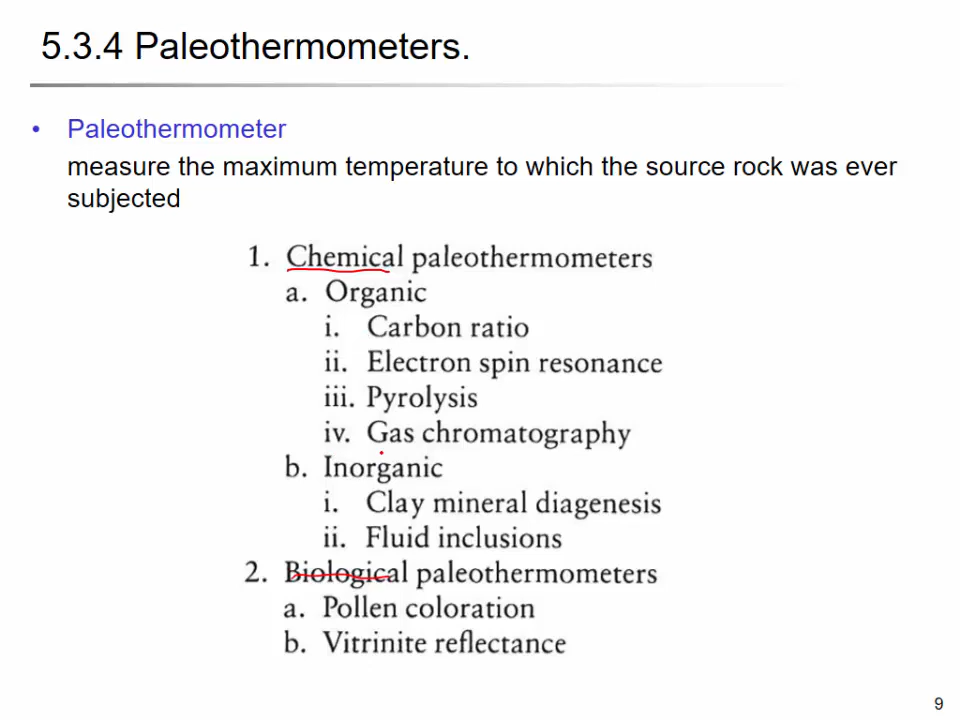 5.3.4 Paleothermometers.
• Paleothermometer
measure the maximum temperature to which the source rock was ever
subjected
1. Chemical paleothermometers
a. Organic
i. Carbon ratio
ii. Electron spin resonance
iii. Pyrolysis
iv. Gas chromatography
b. Inorganic
i. Clay mineral diagenesis
ii. Fluid inclusions
2. Biological paleothermometers
a. Pollen coloration
b. Vitrinite reflectance
9